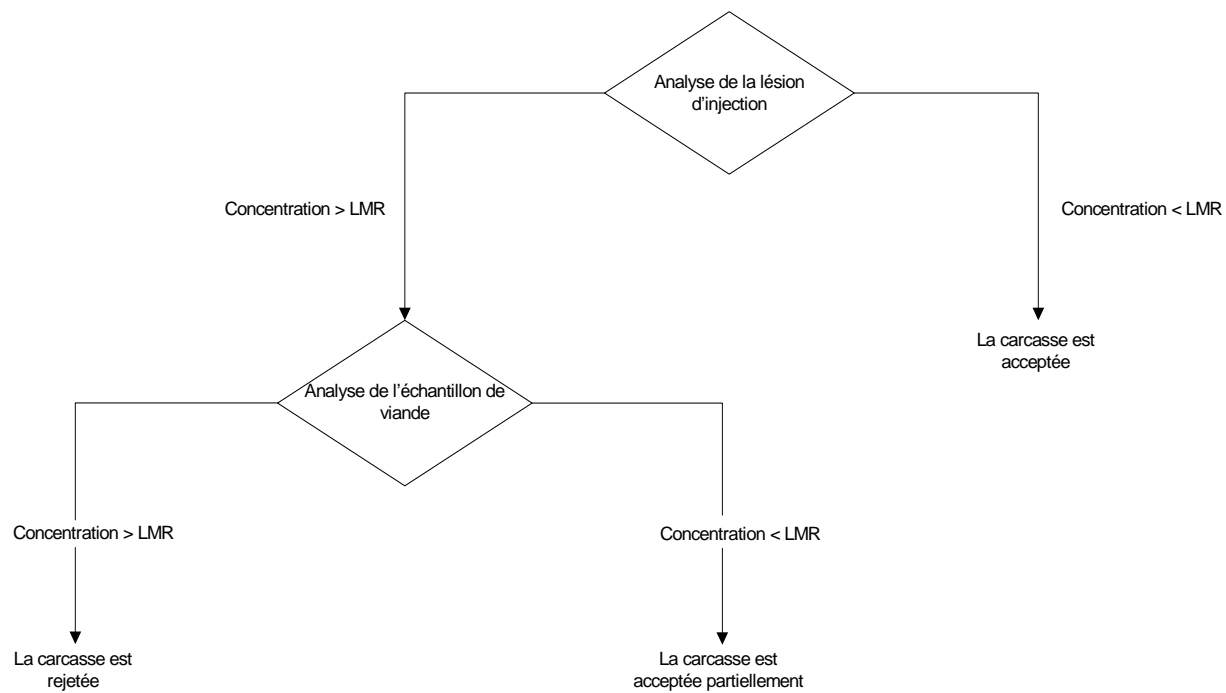 Analyse de la lésion
d'injection
Concentration > LMR
Concentration < LMR
La carcasse est
acceptée
Analyse de l'échantillon de
viande
Concentration > LMR
Concentration < LMR
La carcasse est
rejetée
La carcasse est
acceptée partiellement